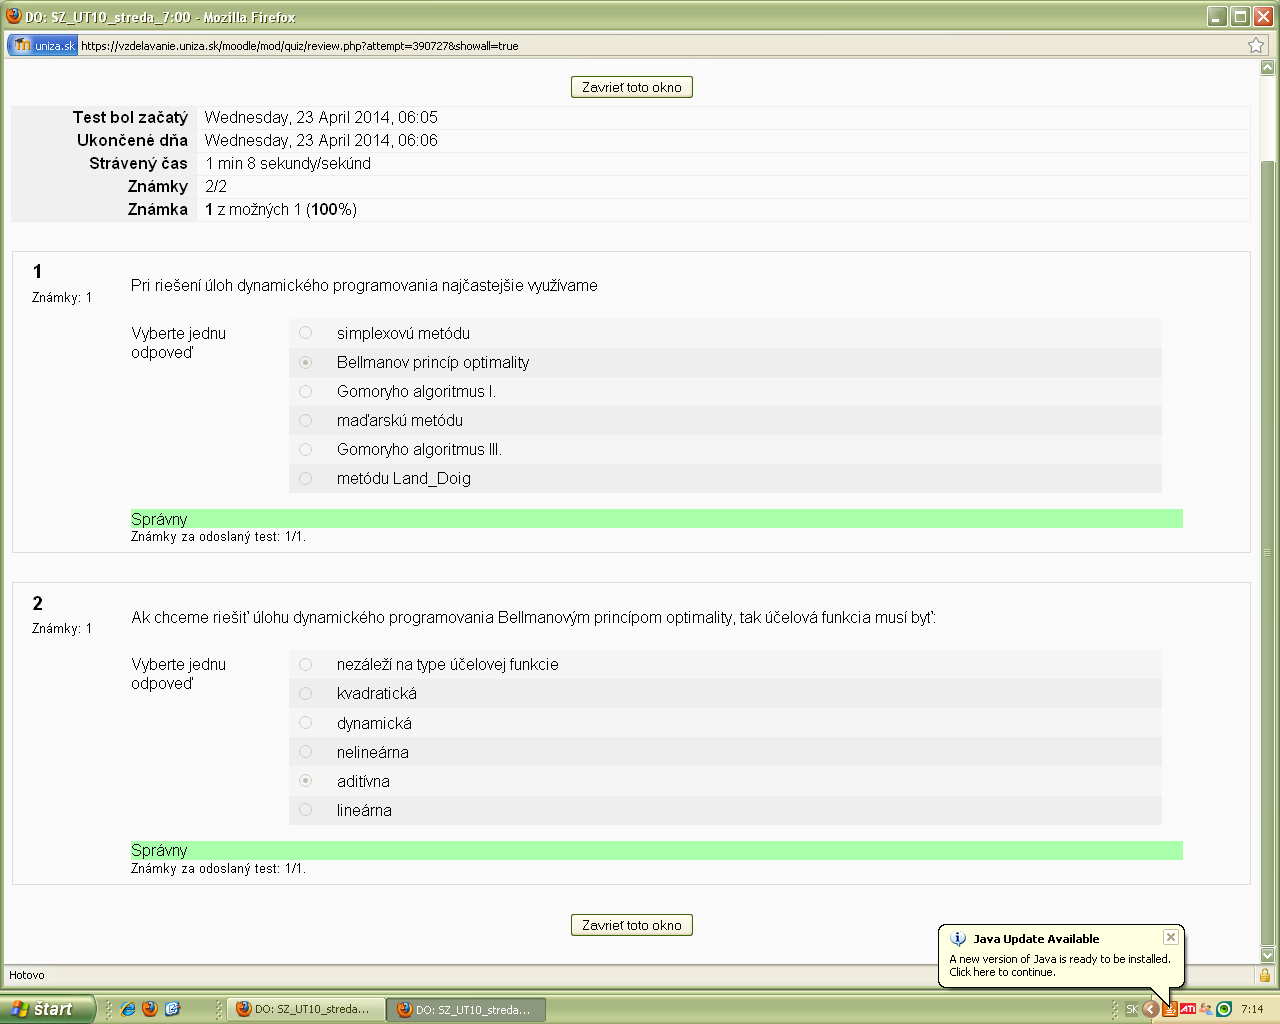 DO: SZ_UT10_streda_7:00 - Mozilla Firefox
uniza.sk https://vzdelavanie.uniza.sk/moodle/mod/quiz/review.php?attempt=390727&showall=true
Zavrieť toto okno
Test bol začatý Wednesday, 23 April 2014, 06:05
Ukončené dňa Wednesday, 23 April 2014, 06:06
Strávený čas 1 min 8 sekundy/sekúnd
Známky 2/2
Známka 1 z možných 1 (100%)
1
Známky: 1
Pri riešení úloh dynamického programovania najčastejšie využívame
Vyberte jednu
odpoveď
simplexovú metódu
Bellmanov princíp optimality
Gomoryho algoritmus I.
maďarskú metódu
Gomoryho algoritmus III.
metódu Land_Doig
Správny
Známky za odoslaný test: 1/1.
2
Známky: 1
Ak chceme riešiť úlohu dynamického programovania Bellmanovým princípom optimality, tak účelová funkcia musí byť:
Vyberte jednu
odpoveď
nezáleží na type účelovej funkcie
kvadratická
dynamická
nelineárna
aditívna
lineárna
Správny
Známky za odoslaný test: 1/1.
Zavrieť toto okno
Java Update Available
A new version of Java is ready to be installed.
Click here to continue.
Hotovo
štart
DO: SZ_UT10_streda...
DO: SZ_UT10_streda...
SK
ATI
7:14